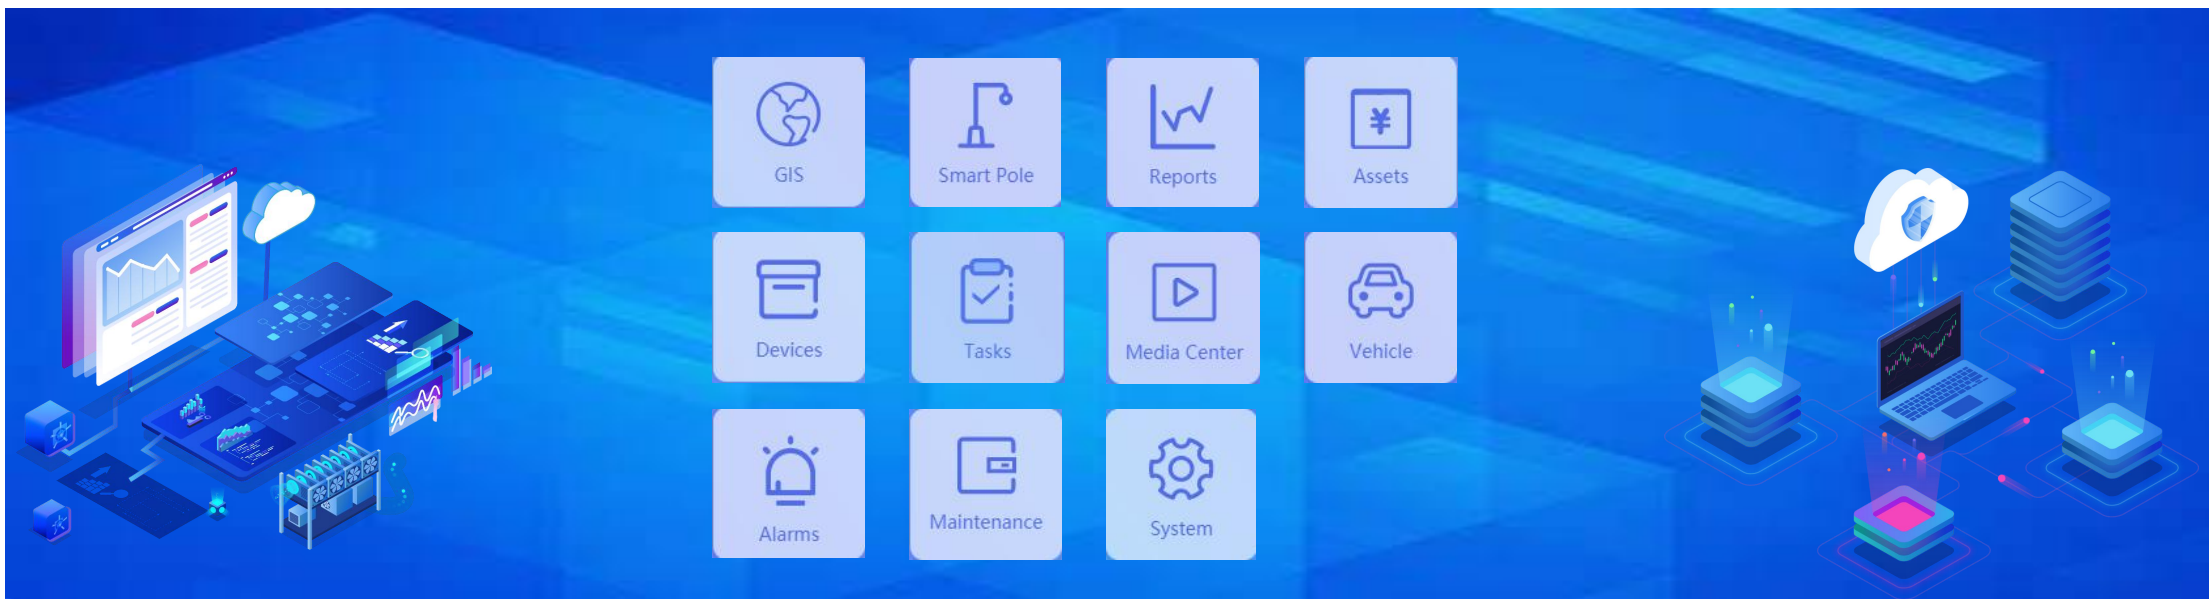 GIS
Smart Pole
Reports
¥
Assets
Devices
Tasks
Media Center
Vehicle
Alarms
Maintenance
System